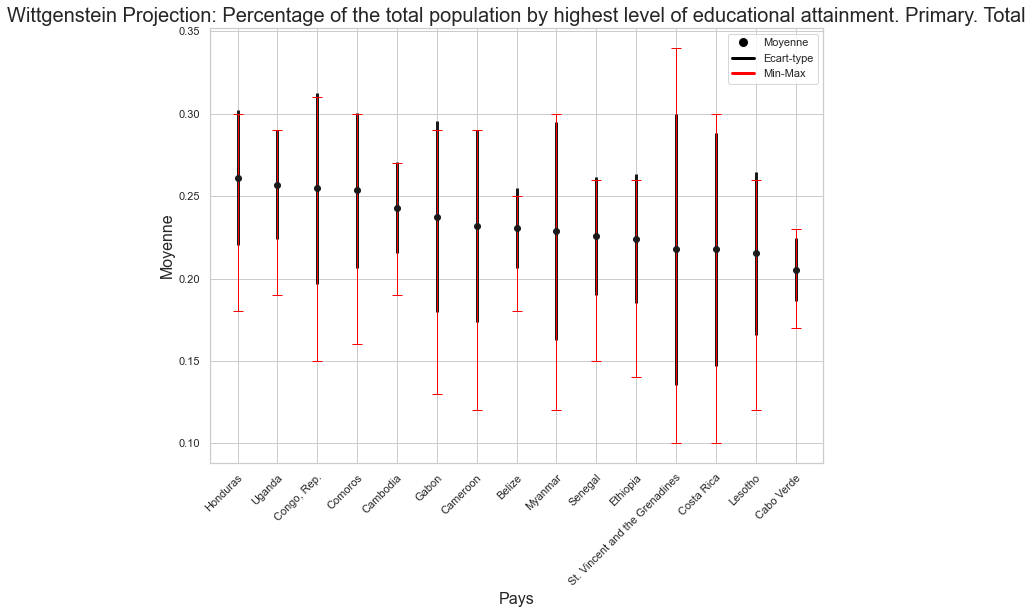 Wittgenstein Projection: Percentage of the total population by highest level of educational attainment. Primary. Total
0.35
0.30
0.25
0.20
0.15
0.10
Moyenne
Moyenne
Ecart-type
Min-Max
Honduras
Uganda
Congo, Rep.
Comoros
Cambodia
Gabon
Cameroon
Belize
Myanmar
Senegal
Ethiopia
St. Vincent and the Grenadines
Costa Rica
Lesotho
Cabo Verde
Pays